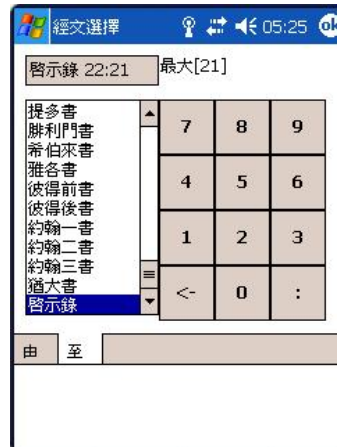 經文選擇 05:25 ok
啓示錄 22:21 最大[21]
提多書
腓利門書
希伯來書
雅各書
彼得前書
彼得後書
約翰一書
約翰二書
約翰三書
猶大書
啓示錄
7 8 9
4 5 6
1 2 3
<- 0 :
由 至